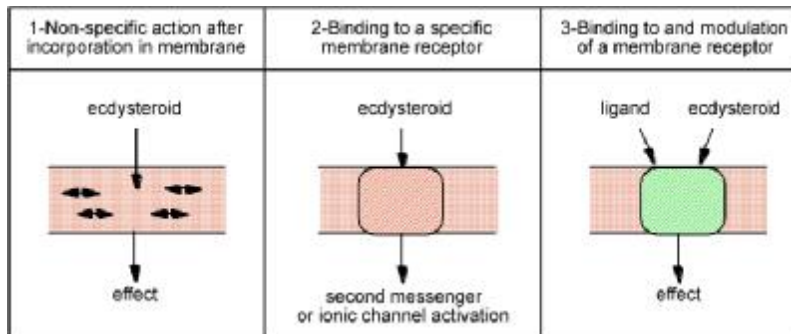 1-Non-specific action after
incorporation in membrane
ecdysteroid
effect
2-Binding to a specific
membrane receptor
ecdysteroid
second messenger
or ionic channel activation
3-Binding to and modulation
of a membrane receptor
ligand ecdysteroid
effect